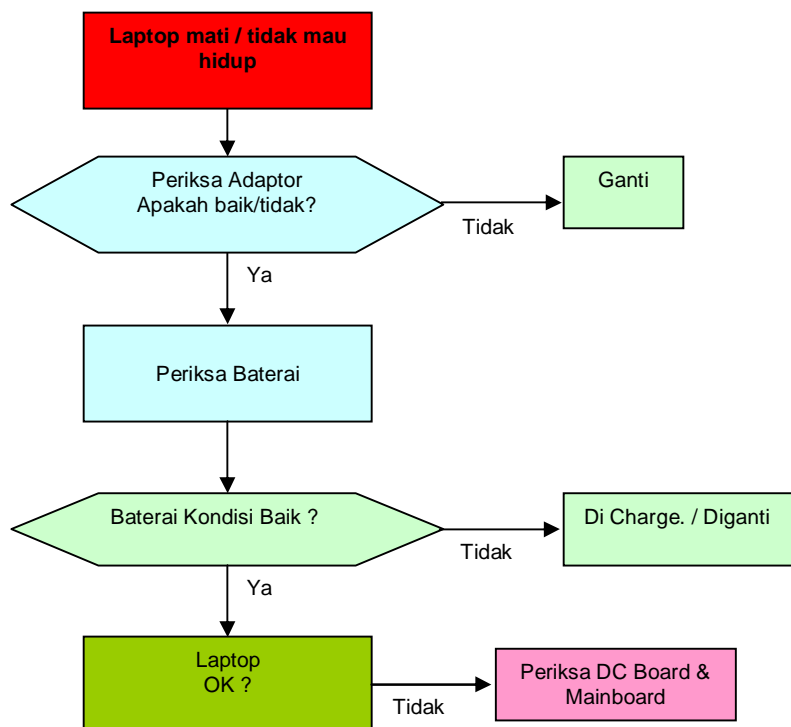 Laptop mati / tidak mau
hidup
Periksa Adaptor
Apakah baik/tidak?
Tidak
Ganti
Ya
Periksa Baterai
Baterai Kondisi Baik ?
Tidak
Di Charge. / Diganti
Ya
Laptop
OK ?
Tidak
Periksa DC Board &
Mainboard